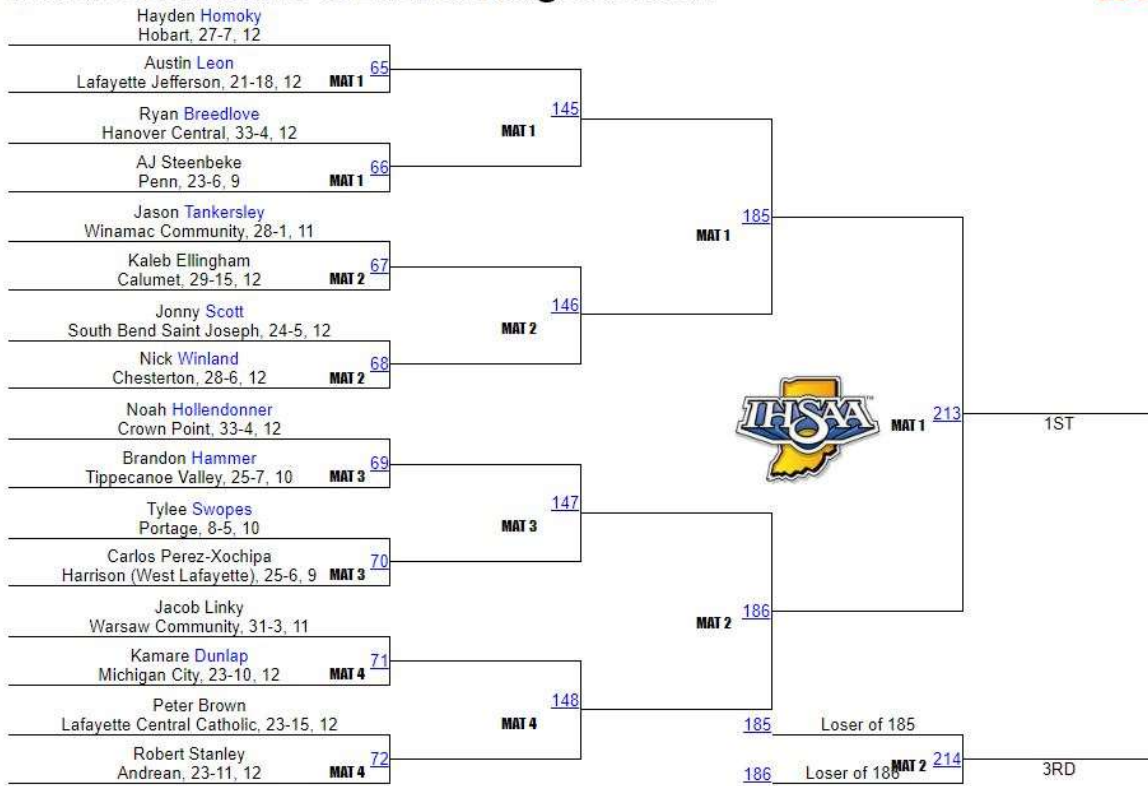 Hayden Homoky
Hobart, 27-7, 12
Austin Leon
Lafayette Jefferson, 21-18, 12
MAT 1
65
Ryan Breedlove
Hanover Central, 33-4, 12
AJ Steenbeke
Penn, 23-6, 9
MAT 1
66
Jason Tankersley
Winamac Community, 28-1, 11
Kaleb Ellingham
Calumet, 29-15, 12
MAT 2
67
Jonny Scott
South Bend Saint Joseph, 24-5, 12
Nick Winland
Chesterton, 28-6, 12
MAT 2
68
Noah Hollendonner
Crown Point, 33-4, 12
Brandon Hammer
Tippecanoe Valley, 25-7, 10
MAT 3
69
Tylee Swopes
Portage, 8-5, 10
Carlos Perez-Xochipa
Harrison (West Lafayette), 25-6, 9
MAT 3
70
Jacob Linky
Warsaw Community, 31-3, 11
Kamare Dunlap
Michigan City, 23-10, 12
MAT 4
71
Peter Brown
Lafayette Central Catholic, 23-15, 12
Robert Stanley
Andrean, 23-11, 12
MAT 4
72
145
MAT 1
146
MAT 2
147
MAT 3
148
MAT 4
185
MAT 1
186
MAT 2
IHSAA
TM
MAT 1
213
1ST
185
Loser of 185
186
Loser of 186
MAT 2
214
3RD